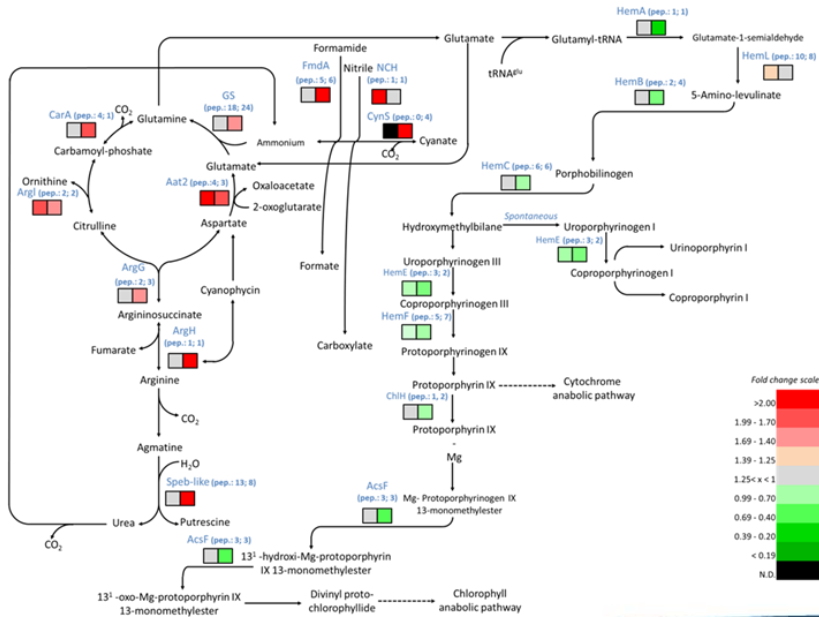 HemA (pep.: 1; 1)
Glutamate
Glutamyl-tRNA
Glutamate-1-semialdehyde
tRNAglu
HemL (pep.: 10; 8)
HemB (pep.: 2; 4)
5-Amino-levulinate
Formamide
FmdA
(pep.: 5; 6)
Nitrile
NCH
(pep.: 1; 1)
GS
(pep.: 18; 24)
CarA (pep.: 4; 1)
CO2
Glutamine
CynS (pep.: 0; 4)
Ammonium
Cyanate
CO2
Carbamoyl-phoshate
Glutamate
Ornithine
ArgI (pep.: 2; 2)
Aat2 (pep.:4; 3)
Oxaloacetate
2-oxoglutarate
Citrulline
Aspartate
HemC (pep.: 6; 6)
Porphobilinogen
Hydroxymethylbilane
Spontaneous
Uroporphyrinogen I
HemE (pep.: 3; 2)
Urinoporphyrin I
Coproporphyrinogen I
Coproporphyrin I
Uroporphyrinogen III
HemE (pep.: 3; 2)
Coproporphyrinogen III
HemF (pep.: 5; 7)
Protoporphyrinogen IX
Protoporphyrin IX
Cytochrome
anabolic pathway
ChlH (pep.: 1, 2)
Protoporphyrin IX
-
Mg
ArgG
(pep.: 2; 3)
Cyanophycin
Argininosuccinate
Fumarate
ArgH
(pep.: 1; 1)
Formate
Carboxylate
Arginine
CO2
Agmatine
H2O
Speb-like (pep.: 13; 8)
Urea
Putrescine
CO2
AcsF
(pep.: 3; 3)
Mg- Protoporphyrinogen IX
13-monomethylester
AcsF (pep.: 3; 3)
13¹ -hydroxi-Mg-protoporphyrin
IX 13-monomethylester
13¹ -oxo-Mg-protoporphyrin IX
13-monomethylester
Divinyl proto-
chlorophyllide
Chlorophyll
anabolic pathway
Fold change scale
>2.00
1.99 - 1.70
1.69 - 1.40
1.39 - 1.25
1.25< x < 1
0.99 - 0.70
0.69 - 0.40
0.39 - 0.20
< 0.19
N.D.